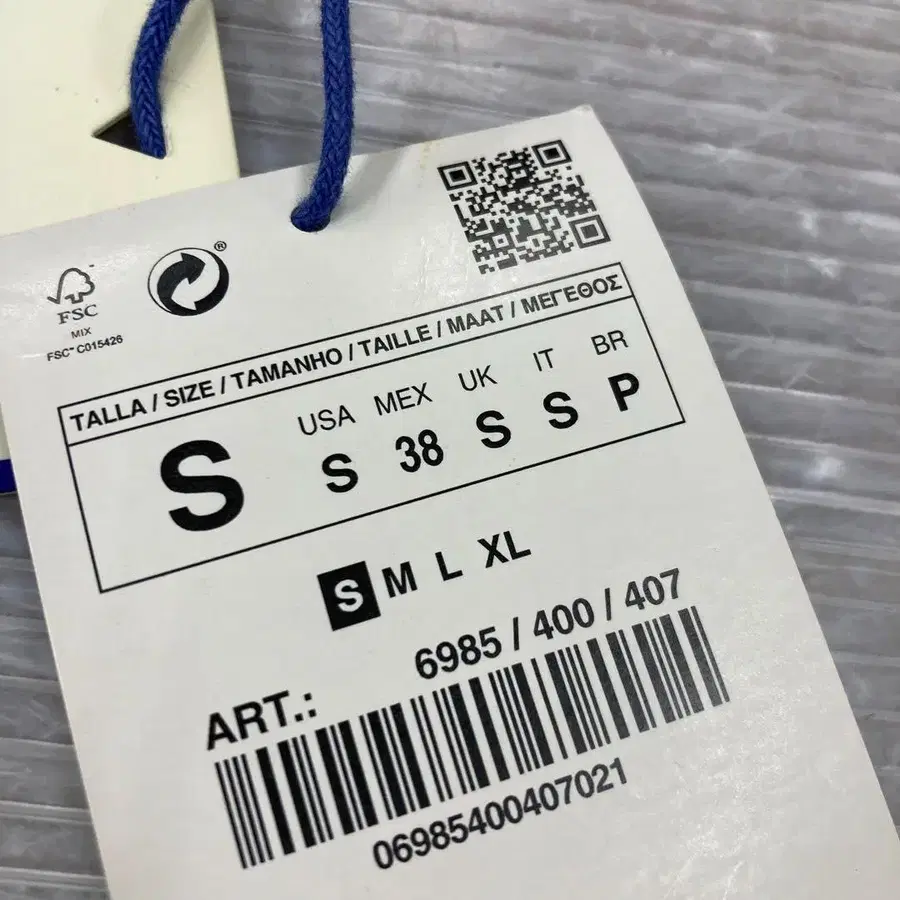 ®
FSC
MIX
FSC™ C015426
TALLA / SIZE / TAMANHO / TAILLE / MAAT / ΜΕΓΕΘΟΣ
S
USA MEX UK IT BR
S 38 S S P
S M L XL
ART.: 6985 / 400 / 407
06985400407021